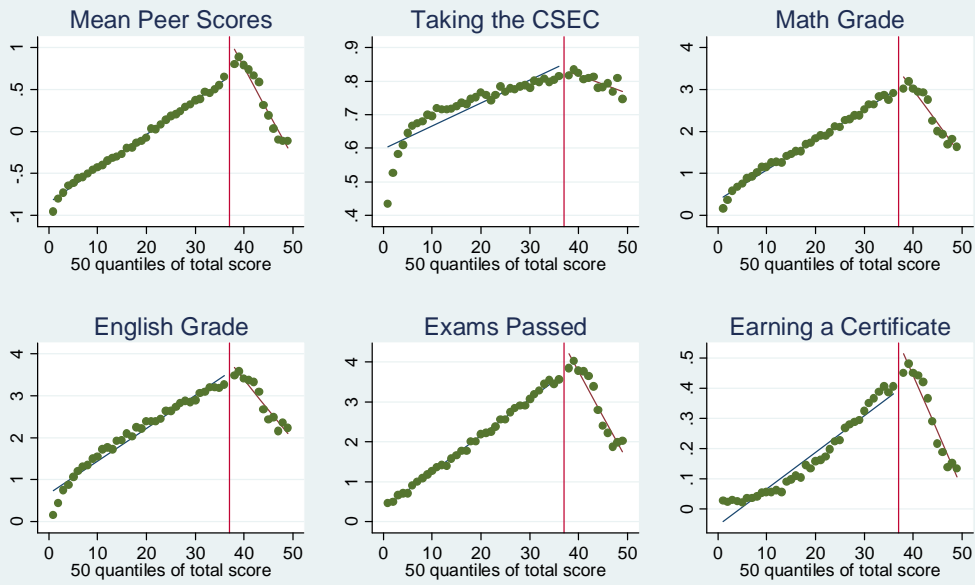 Mean Peer Scores
1
.5
0
-.5
-1
0 10 20 30 40 50
50 quantiles of total score
Taking the CSEC
.9
.8
.7
.6
.5
.4
0 10 20 30 40 50
50 quantiles of total score
Math Grade
4
3
2
1
0
0 10 20 30 40 50
50 quantiles of total score
English Grade
4
3
2
1
0
0 10 20 30 40 50
50 quantiles of total score
Exams Passed
4
3
2
1
0
0 10 20 30 40 50
50 quantiles of total score
Earning a Certificate
.5
.4
.3
.2
.1
0
0 10 20 30 40 50
50 quantiles of total score